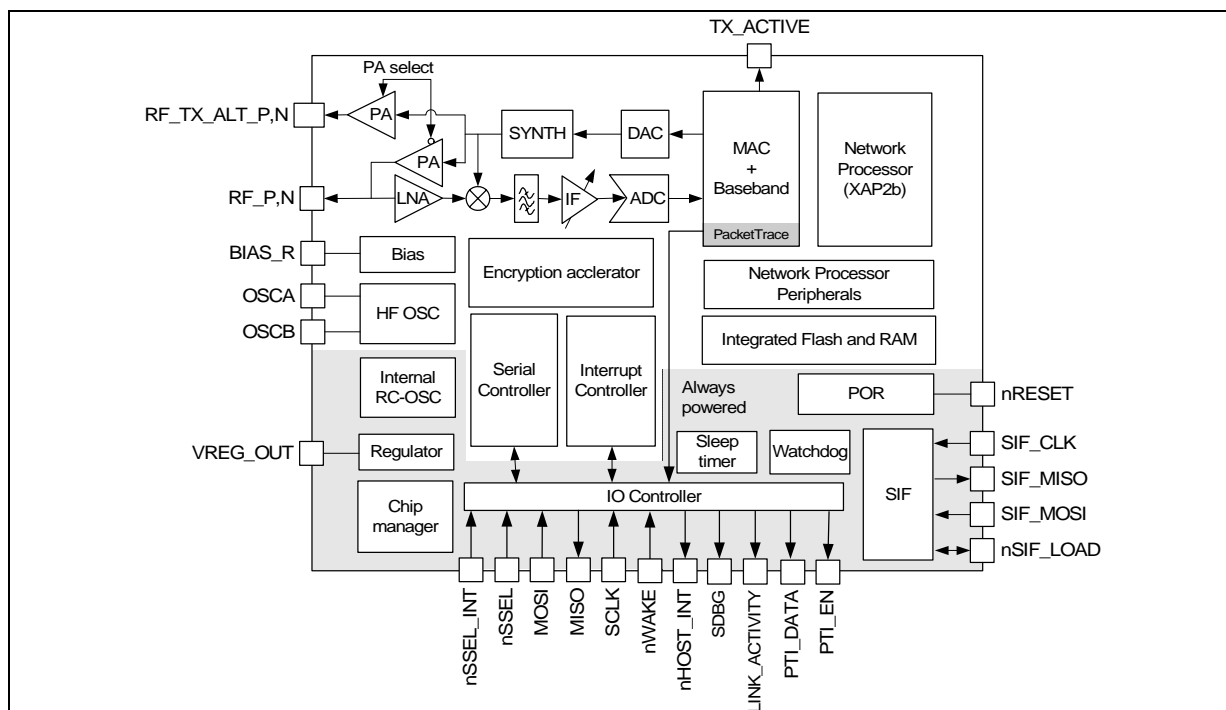 TX_ACTIVE
PA select
RF_TX_ALT_P,N
PA
SYNTH
DAC
MAC
+
Baseband
Network
Processor
(XAP2b)
PA
RF_P,N
LNA
IF
ADC
PacketTrace
BIAS_R
Bias
Encryption acclerator
Network Processor
Peripherals
OSCA
HF OSC
OSCB
Integrated Flash and RAM
Serial
Controller
Interrupt
Controller
Internal
RC-OSC
Always
powered
POR
nRESET
VREG_OUT
Regulator
Sleep
timer
Watchdog
SIF
SIF_CLK
SIF_MISO
SIF_MOSI
nSIF_LOAD
Chip
manager
IO Controller
nSSEL_INT
nSSEL
MOSI
MISO
SCLK
nWAKE
nHOST_INT
SDBG
LINK_ACTIVITY
PTI_DATA
PTI_EN